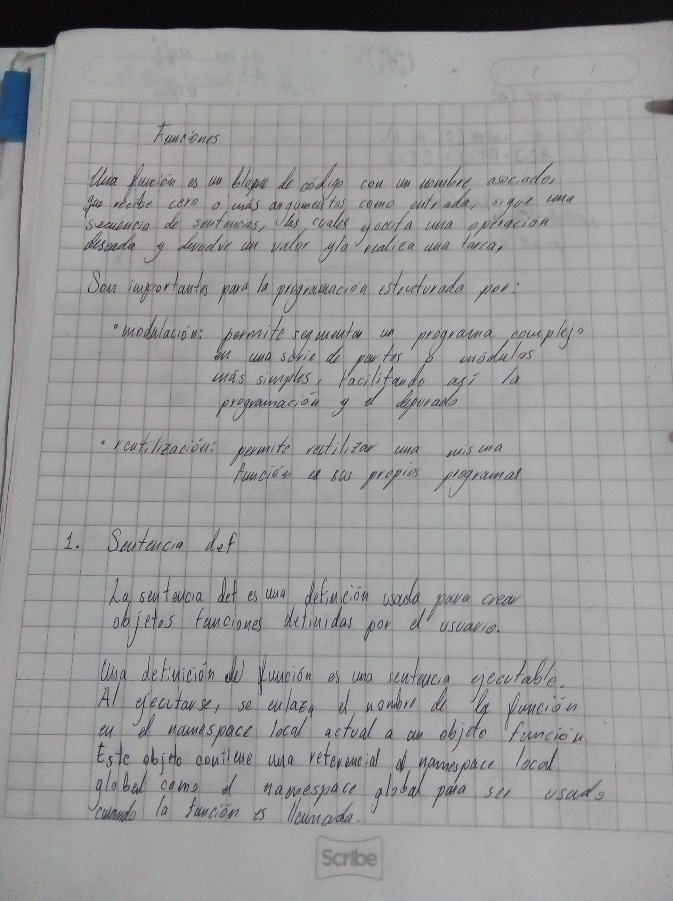 Funciones
Una función es un bloque de código con un nombre, asociado,
que recibe cero o más argumentos como entrada, sigue una
secuencia de sentencias, las cuales ejecuta una operación
deseada y devuelve un valor y/a realiza una tarea,
Son importantes para la programación estructurada por:
• modulación: permite segmentar un programa complejo
en una serie de partes o módulos
más simples, facilitando así la
programación y el depurado
• reutilización: permite reutilizar una misma
función es sus propios programas
1. Sentencia def
La sentencia def es una definción usada para crear
objetos funciones definidas por el usuario.
Una definición de función es una sentencia ejecutable.
Al ejecutarse, se enlaza el nombre de la función
en el namespace local actual a un objeto función
Este objeto contiene una referencial al namespace local
global como el namespace global para ser usado
cuando la función es llamada.
Scribe